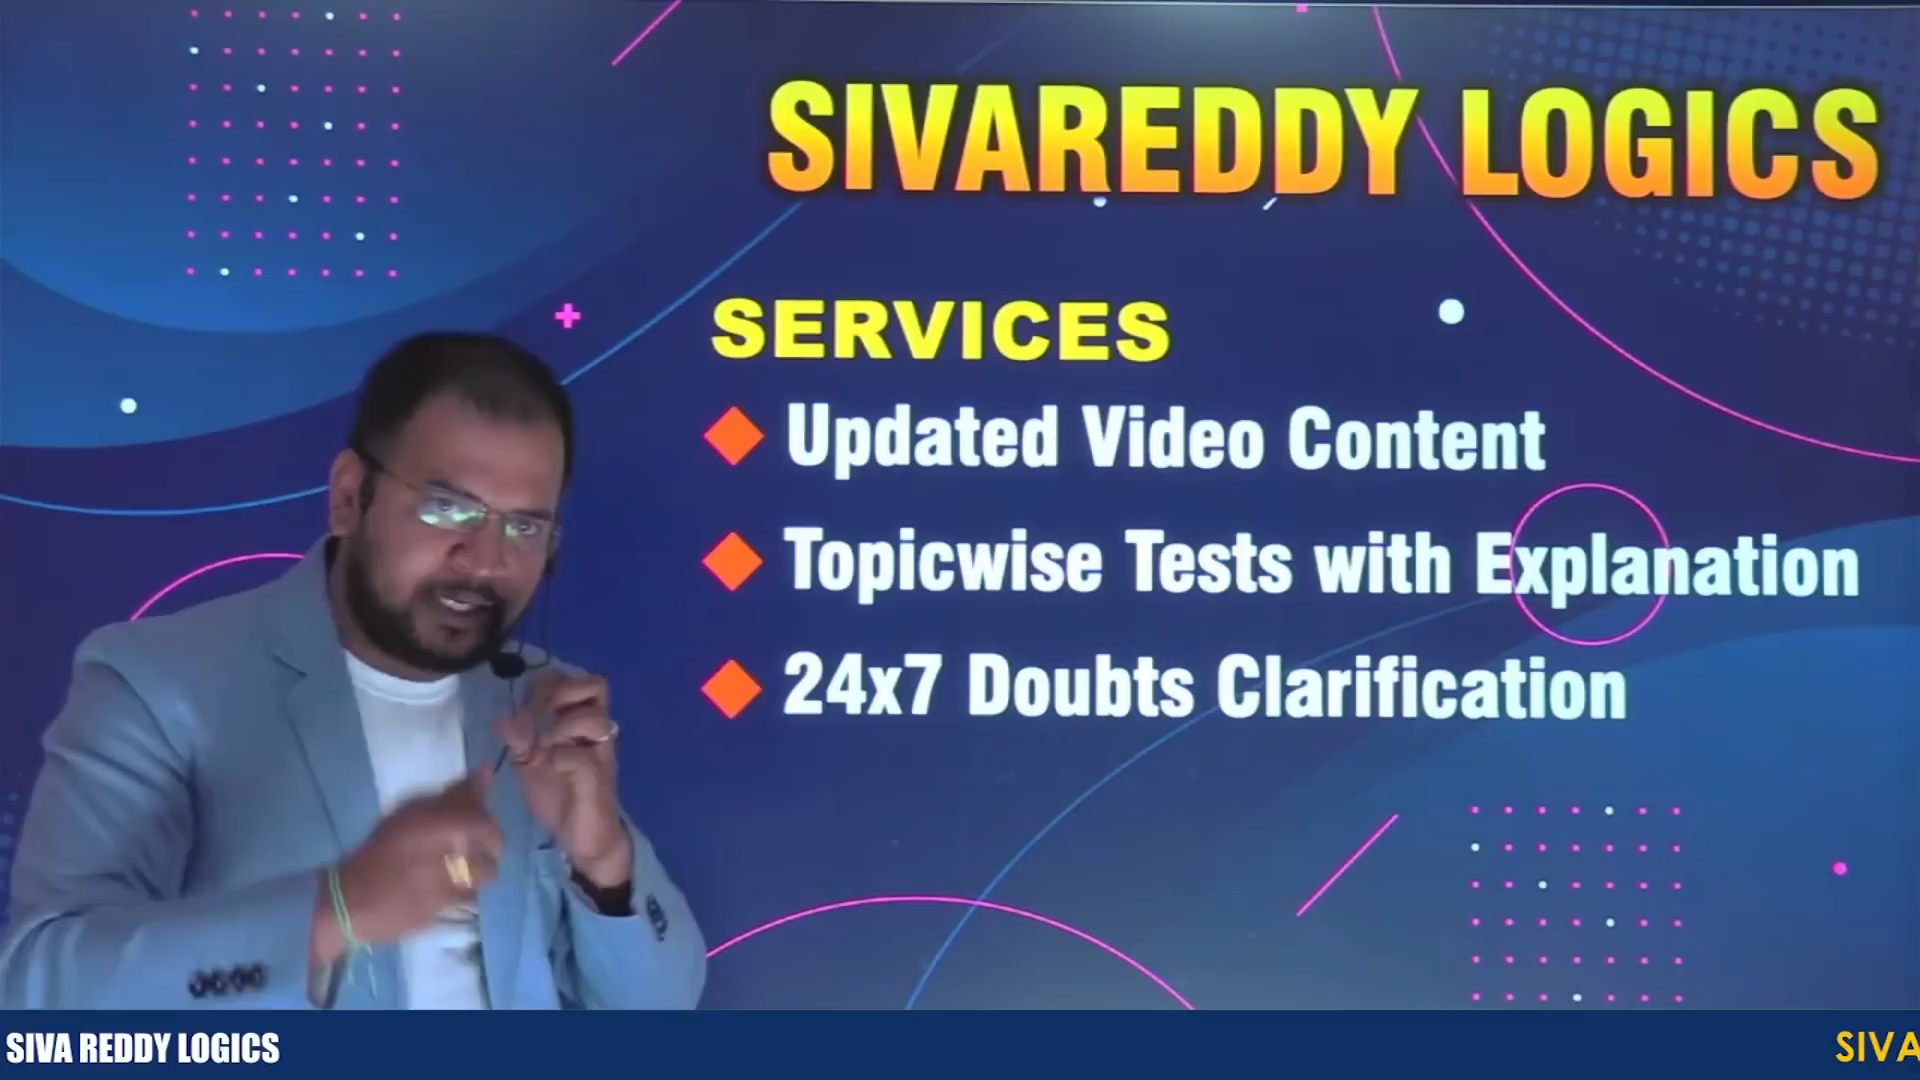 SIVAREDDY LOGICS
SERVICES
Updated Video Content
Topicwise Tests with Explanation
24x7 Doubts Clarification
SIVA REDDY LOGICS
SIVA